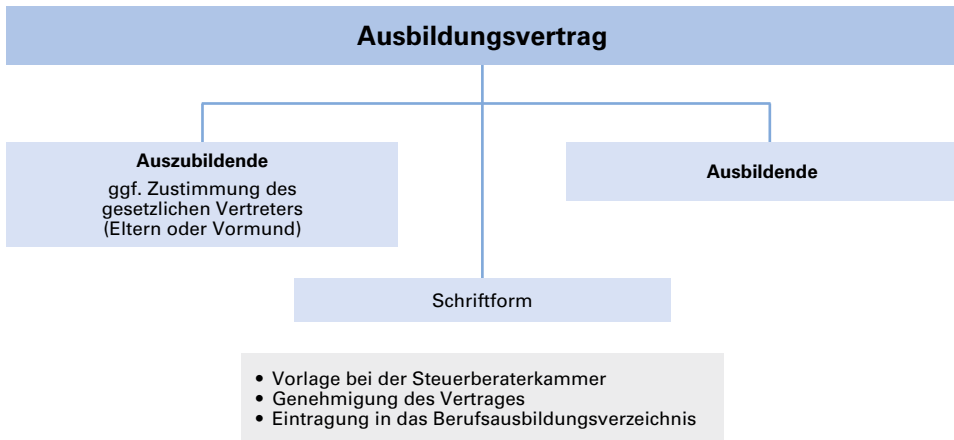 Ausbildungsvertrag
Auszubildende
ggf. Zustimmung des
gesetzlichen Vertreters
(Eltern oder Vormund)
Ausbildende
Schriftform
• Vorlage bei der Steuerberaterkammer
• Genehmigung des Vertrages
• Eintragung in das Berufsausbildungsverzeichnis